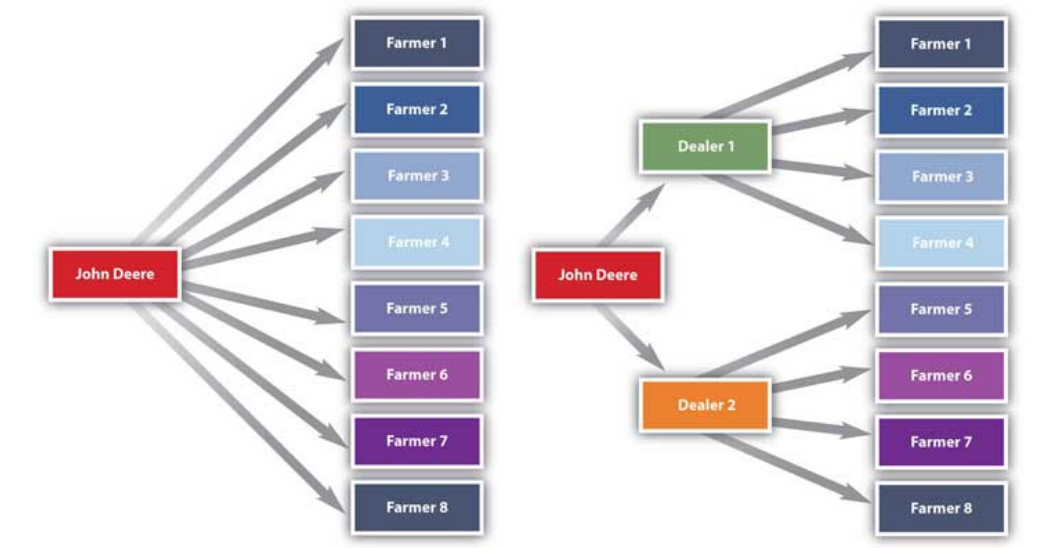 Farmer 1
Farmer 2
Farmer 3
Farmer 4
John Deere
Farmer 5
Farmer 6
Farmer 7
Farmer 8
Farmer 1
Farmer 2
Dealer 1
Farmer 3
Farmer 4
John Deere
Farmer 5
Farmer 6
Dealer 2
Farmer 7
Farmer 8